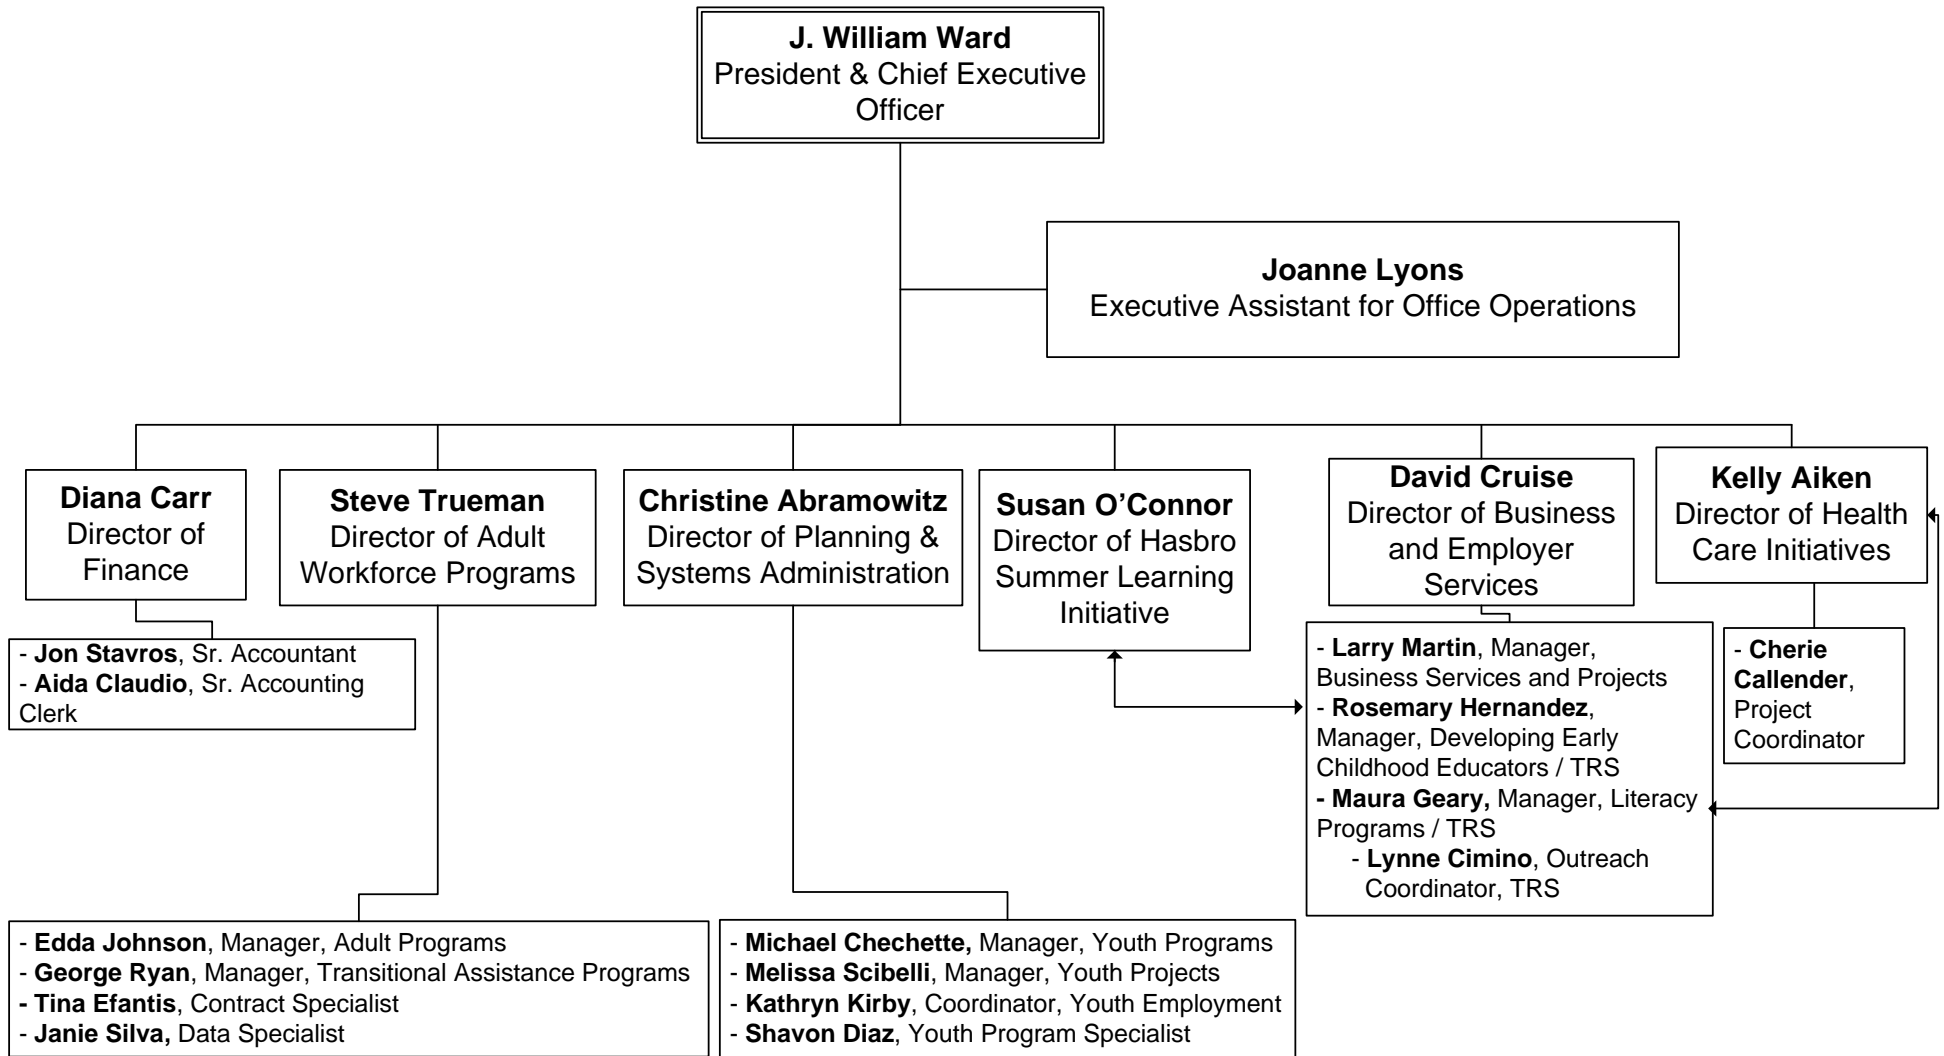 J. William Ward
President & Chief Executive
Officer
Joanne Lyons
Executive Assistant for Office Operations
Diana Carr
Director of
Finance
Steve Trueman
Director of Adult
Workforce Programs
Christine Abramowitz
Director of Planning &
Systems Administration
Susan O’Connor
Director of Hasbro
Summer Learning
Initiative
David Cruise
Director of Business
and Employer
Services
Kelly Aiken
Director of Health
Care Initiatives
- Jon Stavros, Sr. Accountant
- Aida Claudio, Sr. Accounting
Clerk
- Larry Martin, Manager,
Business Services and Projects
- Rosemary Hernandez,
Manager, Developing Early
Childhood Educators / TRS
- Maura Geary, Manager, Literacy
Programs / TRS
- Lynne Cimino, Outreach
Coordinator, TRS
- Cherie
Callender,
Project
Coordinator
- Edda Johnson, Manager, Adult Programs
- George Ryan, Manager, Transitional Assistance Programs
- Tina Efantis, Contract Specialist
- Janie Silva, Data Specialist
- Michael Chechette, Manager, Youth Programs
- Melissa Scibelli, Manager, Youth Projects
- Kathryn Kirby, Coordinator, Youth Employment
- Shavon Diaz, Youth Program Specialist